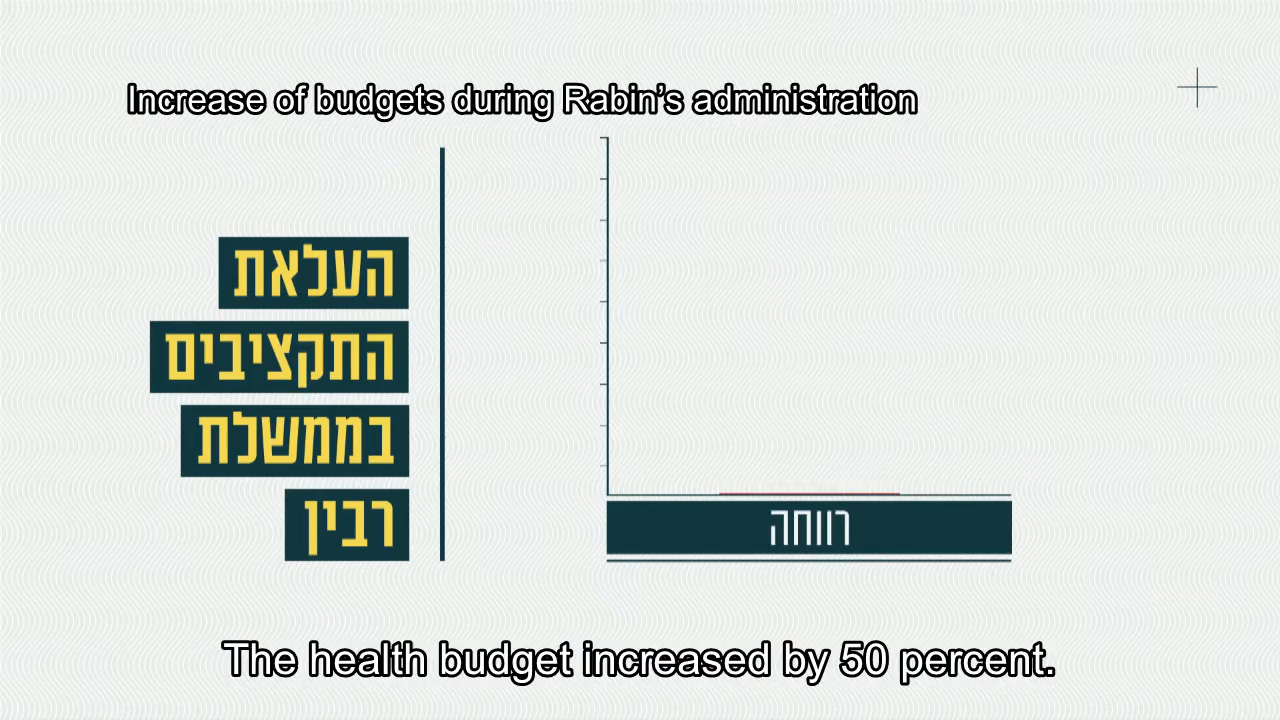 Increase of budgets during Rabin's administration
העלאת
התקציבים
בממשלת
רבין
רווחה
The health budget increased by 50 percent.